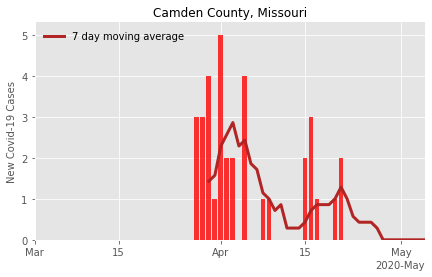 Camden County, Missouri
7 day moving average
New Covid-19 Cases
5
4
3
2
1
0
Mar 15 Apr 15 May
2020-May